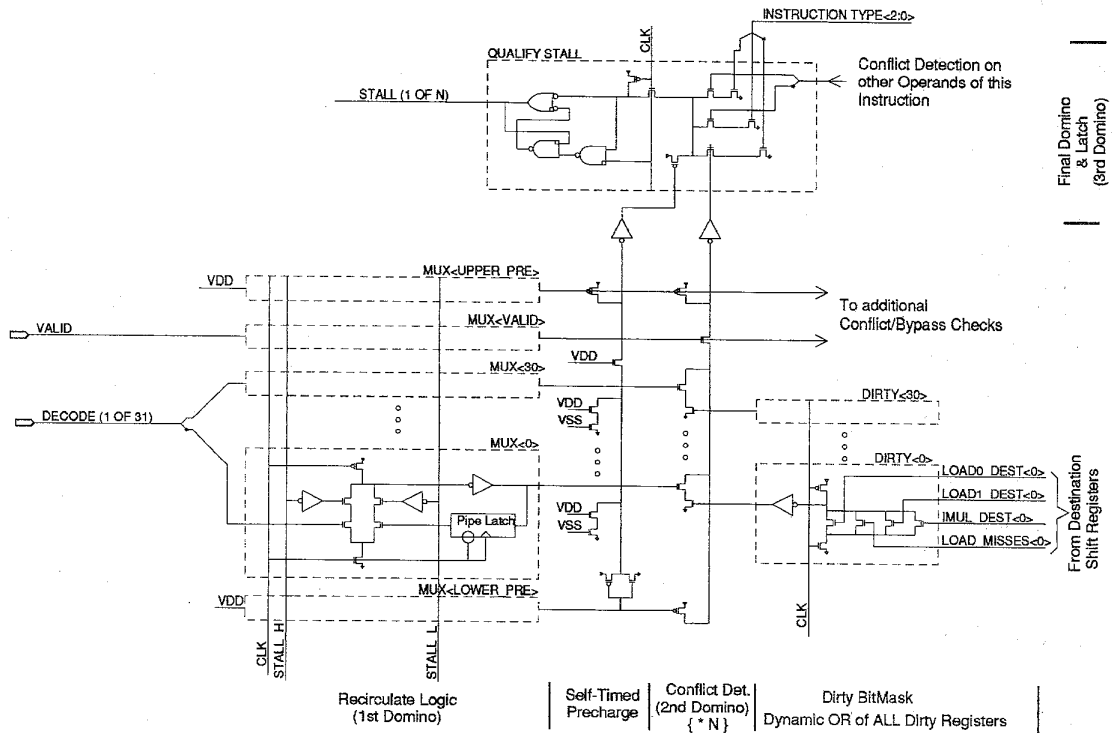 INSTRUCTION TYPE<2:0>
CLK
QUALIFY STALL
Conflict Detection on
other Operands of this
Instruction
STALL (1 OF N)
Final Domino
& Latch
(3rd Domino)
MUX<UPPER_PRE>
VDD
To additional
Conflict/Bypass Checks
MUX<VALID>
VALID
VDD
MUX<30>
DECODE (1 OF 31)
VDD
VSS
DIRTY<30>
MUX<0>
DIRTY<0>
LOAD0_DEST<0>
LOAD1_DEST<0>
IMUL_DEST<0>
LOAD_MISSES<0>
From Destination
Shift Registers
Pipe Latch
VDD
VSS
MUX<LOWER_PRE>
VDD
CLK
STALL_H
STALL_L
CLK
Recirculate Logic
(1st Domino)
Self-Timed
Precharge
Conflict Det.
(2nd Domino)
{ * N }
Dirty BitMask
Dynamic OR of ALL Dirty Registers